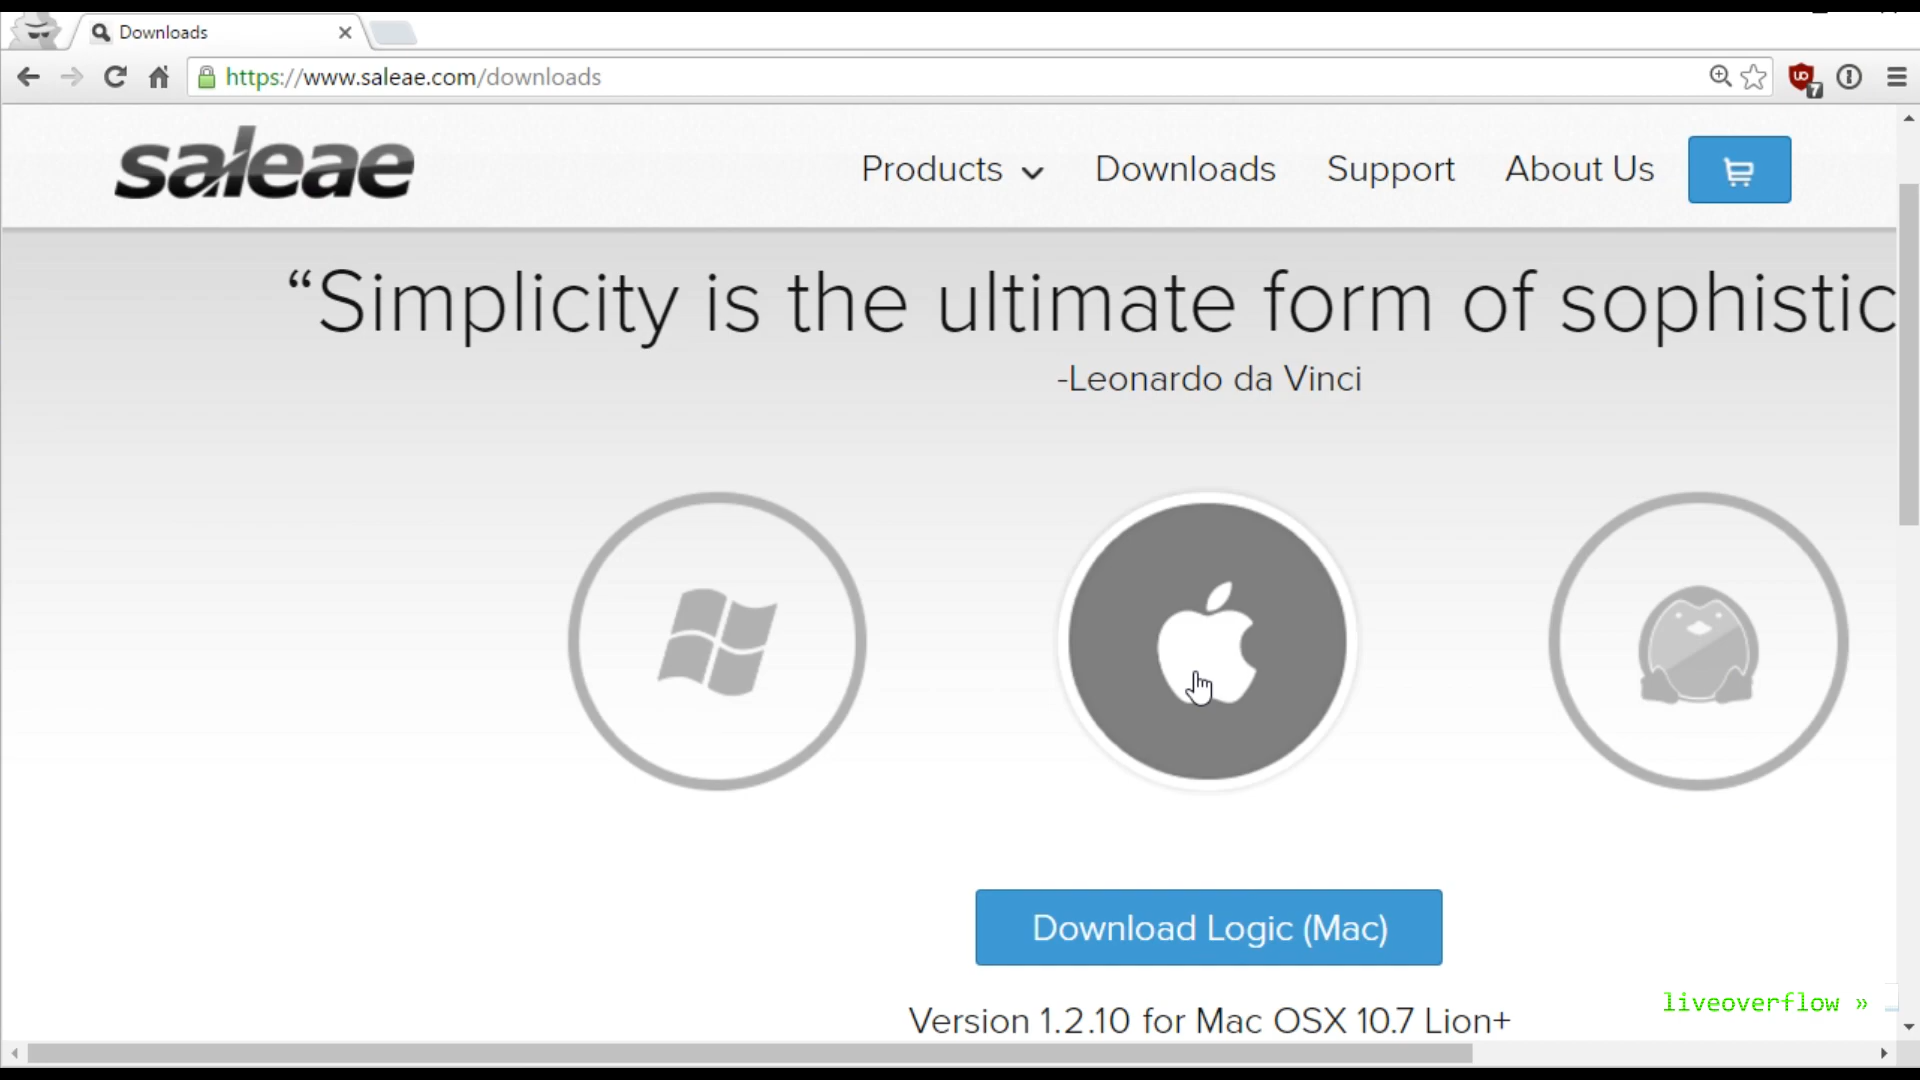 Downloads
https://www.saleae.com/downloads
7
saleae
Products Downloads Support About Us
“Simplicity is the ultimate form of sophistic
-Leonardo da Vinci
Download Logic (Mac)
Version 1.2.10 for Mac OSX 10.7 Lion+
liveoverflow »